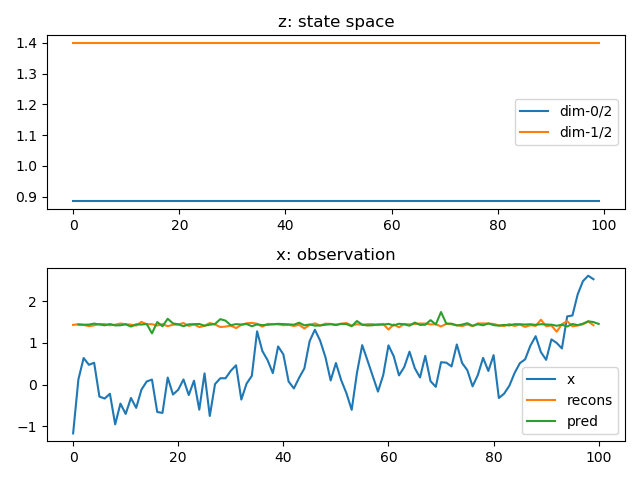 z: state space
1.4
1.3
1.2
1.1
1.0
0.9
dim-0/2
dim-1/2
0 20 40 60 80 100
x: observation
2
1
0
−1
x
recons
pred
0 20 40 60 80 100